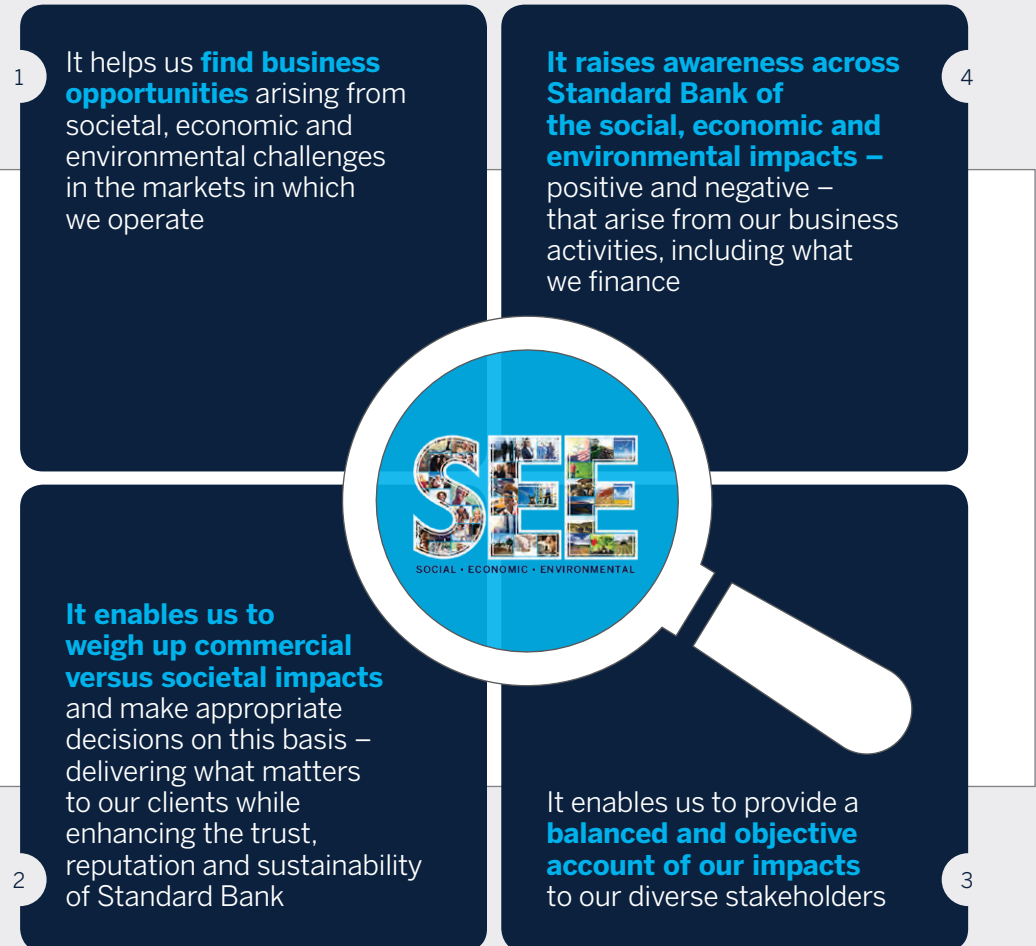 1
It helps us find business
opportunities arising from
societal, economic and
environmental challenges
in the markets in which
we operate
2
It enables us to
weigh up commercial
versus societal impacts
and make appropriate
decisions on this basis –
delivering what matters
to our clients while
enhancing the trust,
reputation and sustainability
of Standard Bank
3
It enables us to provide a
balanced and objective
account of our impacts
to our diverse stakeholders
4
It raises awareness across
Standard Bank of
the social, economic and
environmental impacts –
positive and negative –
that arise from our business
activities, including what
we finance
SEE
SOCIAL • ECONOMIC • ENVIRONMENTAL